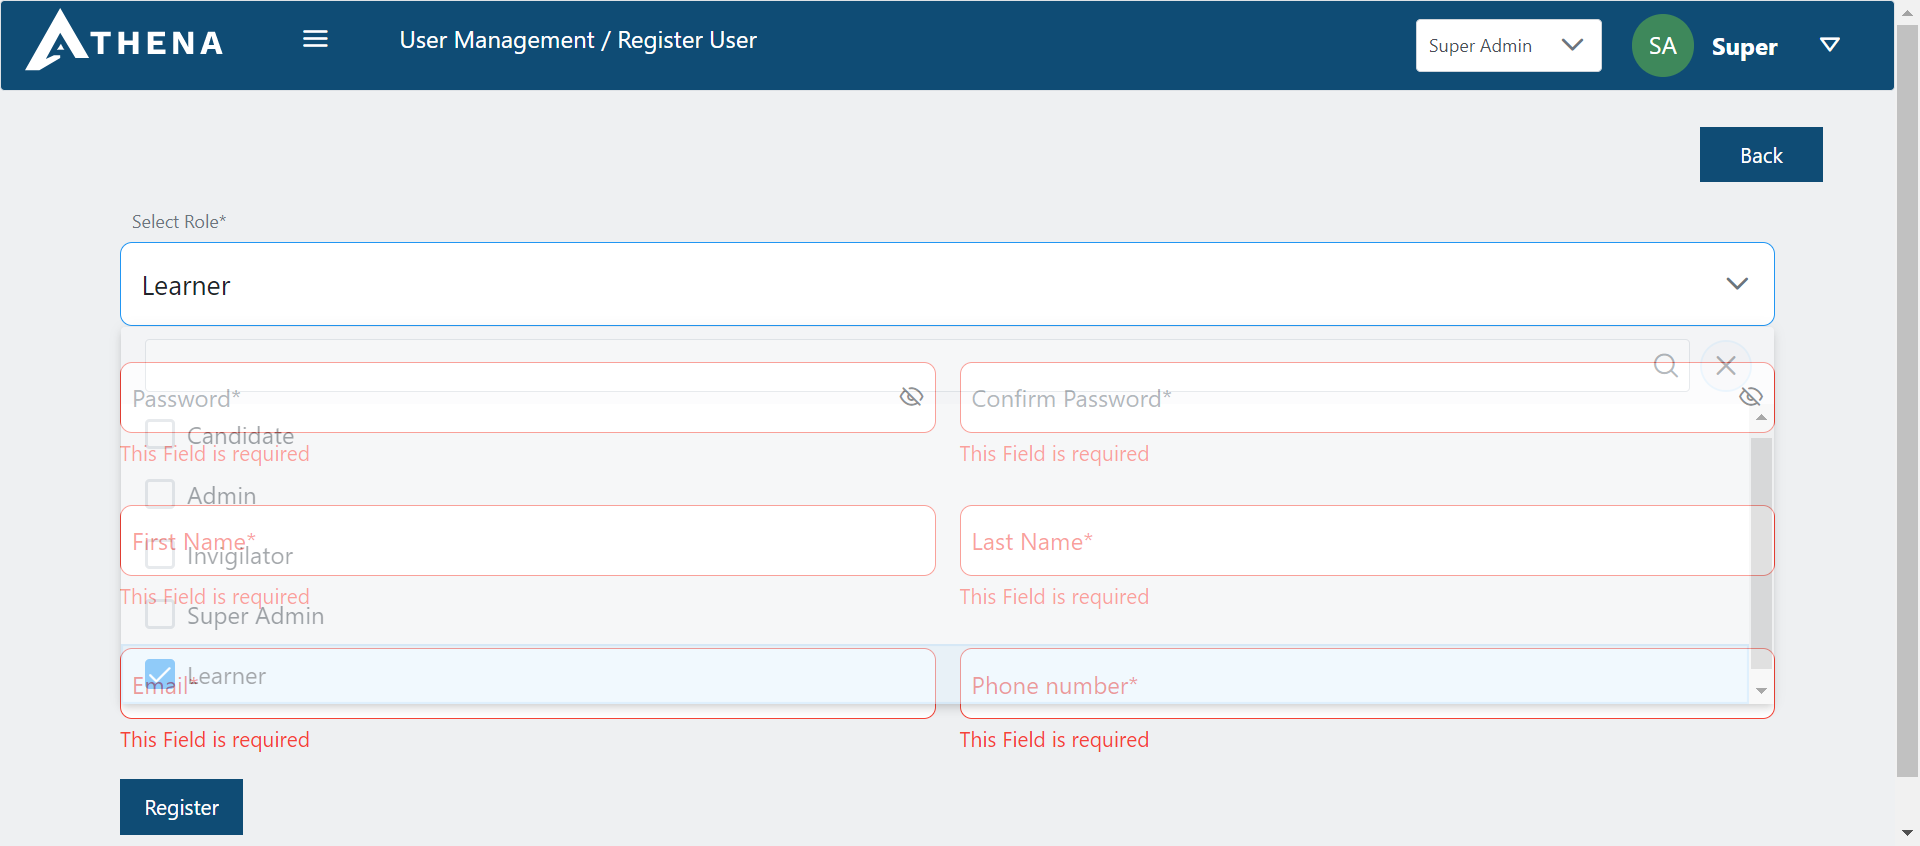 ATHENA
User Management / Register User
Super Admin
SA
Super
Back
Select Role*
Learner
Password*
Confirm Password*
Candidate
This Field is required
This Field is required
Admin
First Name*
Last Name*
Invigilator
This Field is required
This Field is required
Super Admin
Learner
Email*
Phone number*
This Field is required
This Field is required
Register